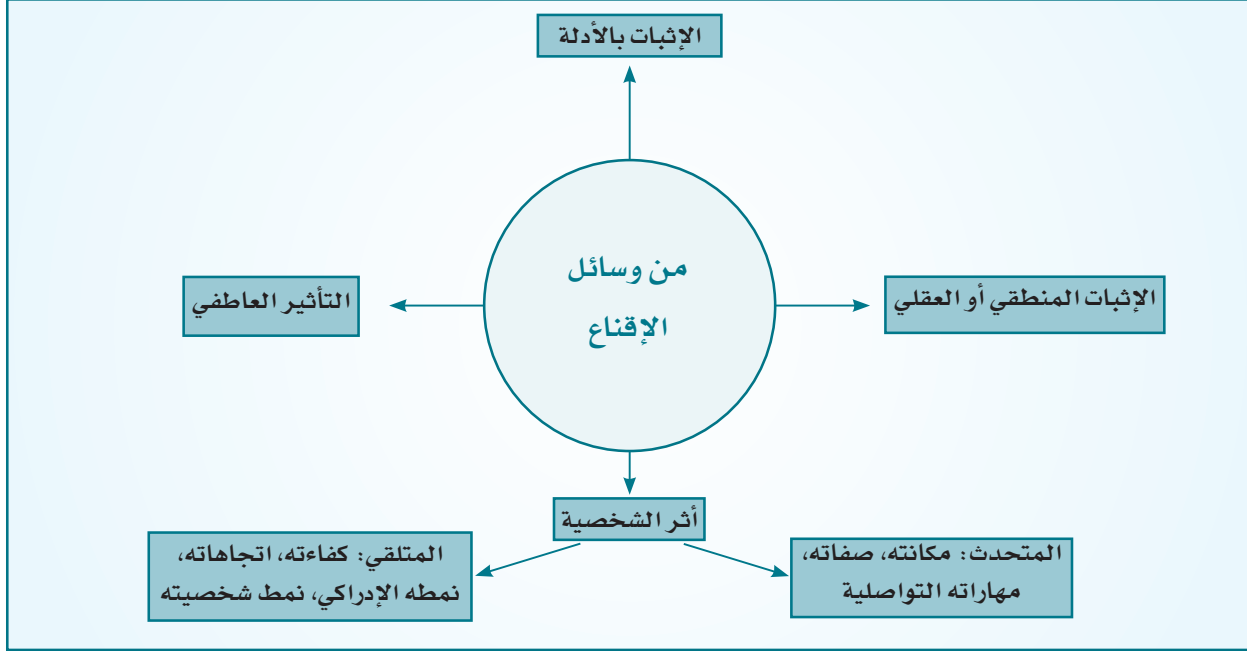 الإثبات بالأدلة
من وسائل
الإقناع
الإثبات المنطقي أو العقلي
التأثير العاطفي
أثر الشخصية
المتحدث: مكانته، صفاته،
مهاراته التواصلية
المتلقي: كفاءته، اتجاهاته،
نمطه الإدراكي، نمط شخصيته